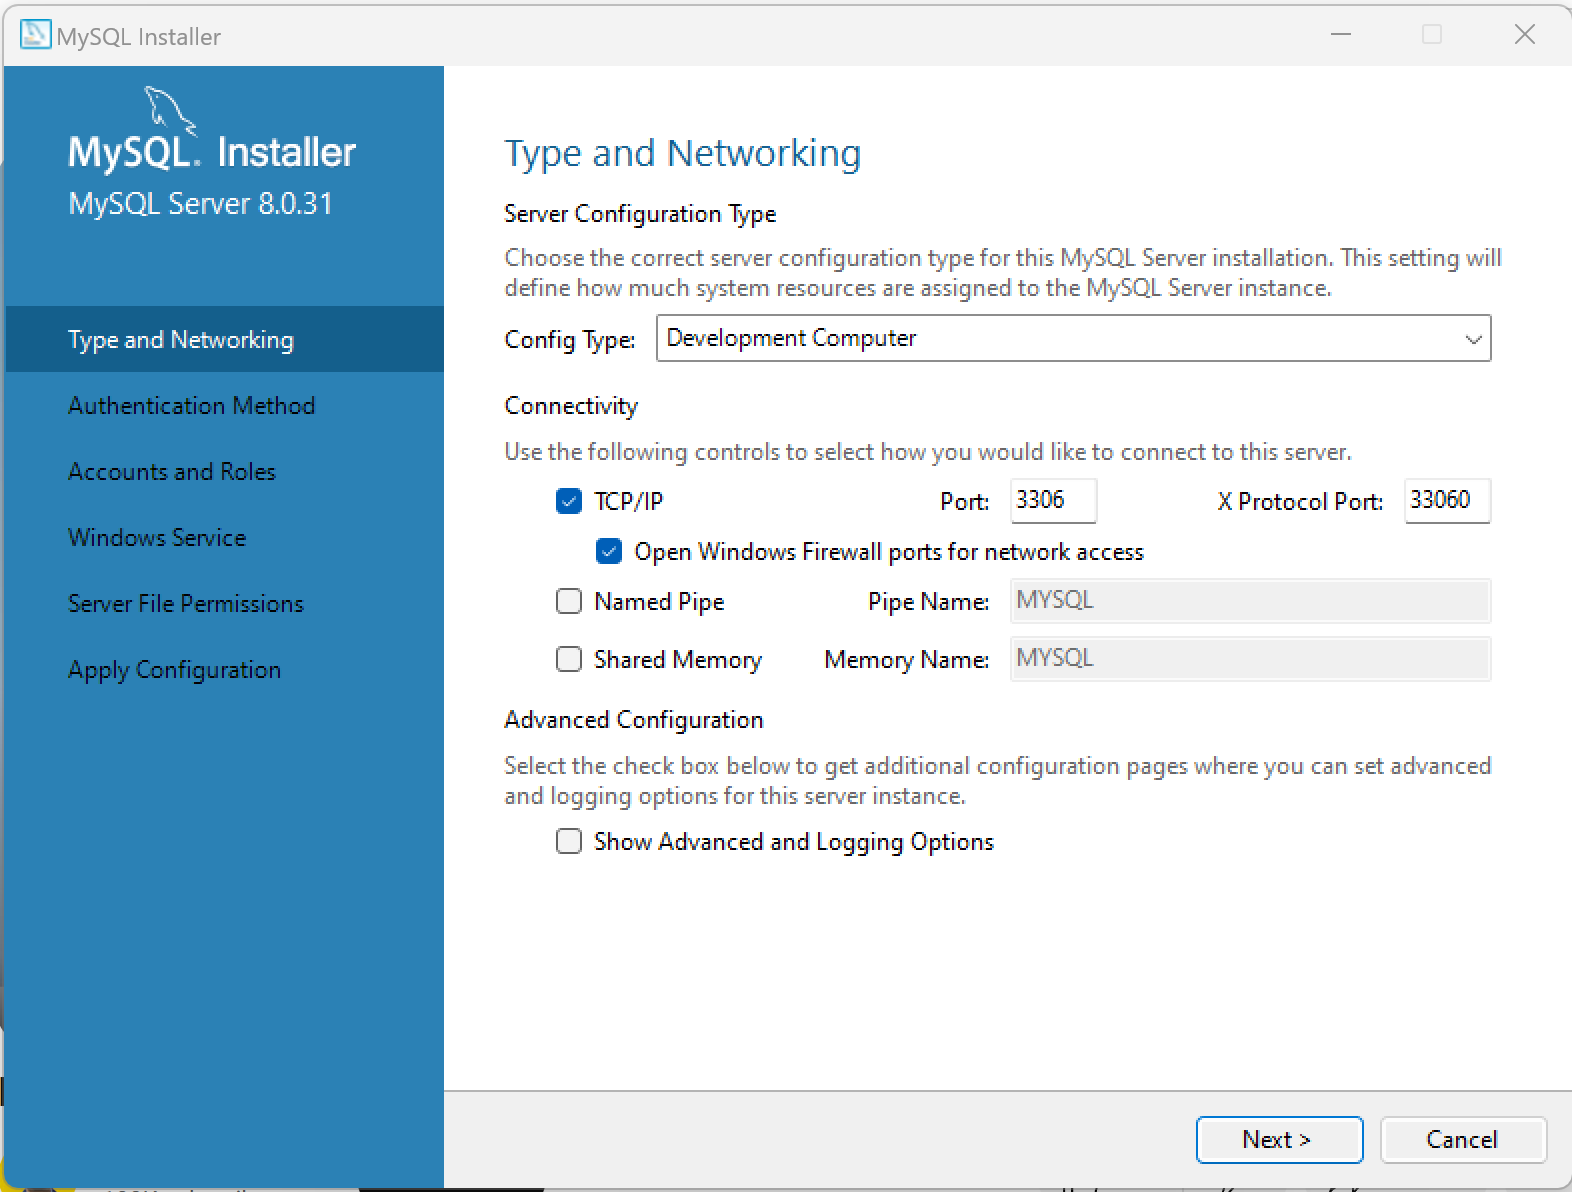 MySQL Installer
MySQL. Installer
MySQL Server 8.0.31
Type and Networking
Authentication Method
Accounts and Roles
Windows Service
Server File Permissions
Apply Configuration
Type and Networking
Server Configuration Type
Choose the correct server configuration type for this MySQL Server installation. This setting will
define how much system resources are assigned to the MySQL Server instance.
Config Type: Development Computer
Connectivity
Use the following controls to select how you would like to connect to this server.
TCP/IP Port: 3306 X Protocol Port: 33060
Open Windows Firewall ports for network access
Named Pipe Pipe Name: MYSQL
Shared Memory Memory Name: MYSQL
Advanced Configuration
Select the check box below to get additional configuration pages where you can set advanced
and logging options for this server instance.
Show Advanced and Logging Options
Next >
Cancel